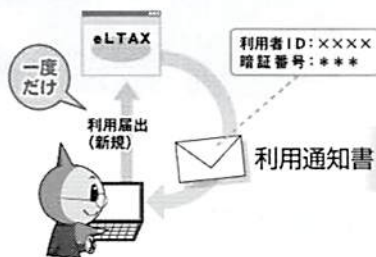 eLTAX
利用者ID:××××
暗証番号:＊＊＊
一度
だけ
利用届出
(新規)
利用通知書